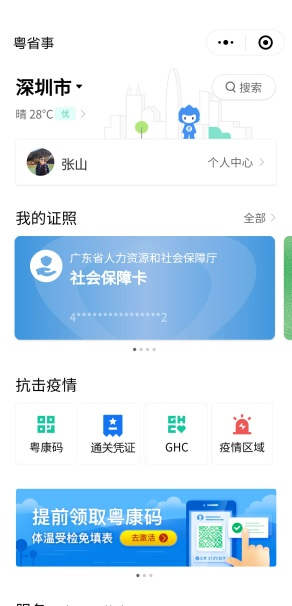 粤省事
深圳市
搜索
晴 28°C 优
张山
个人中心
我的证照
全部
广东省人力资源和社会保障厅
社会保障卡
4****************2
抗击疫情
粤康码
通关凭证
GHC
疫情区域
提前领取粤康码
体温受检免填表
去激活